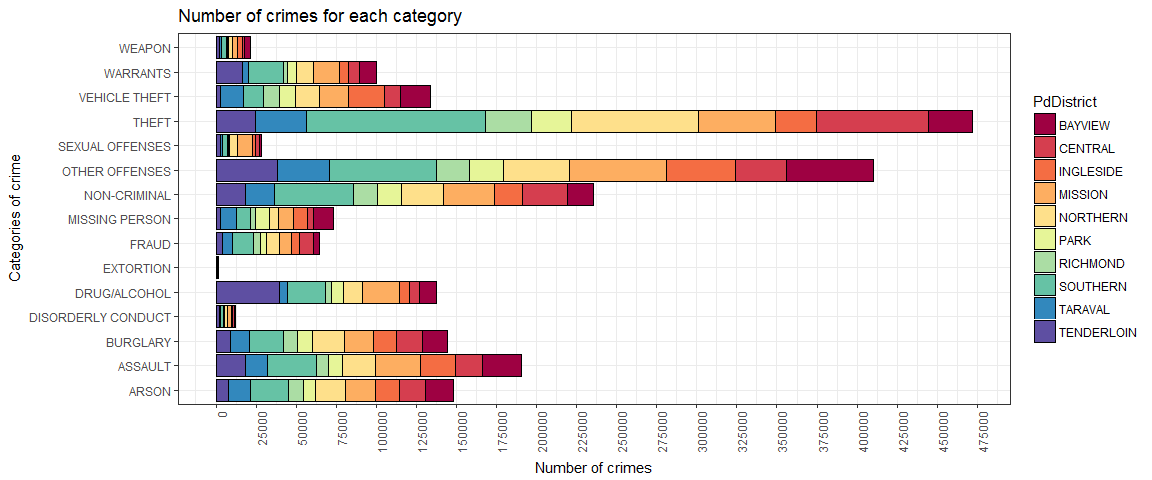 Number of crimes for each category
Categories of crime
WEAPON
WARRANTS
VEHICLE THEFT
THEFT
SEXUAL OFFENSES
OTHER OFFENSES
NON-CRIMINAL
MISSING PERSON
FRAUD
EXTORTION
DRUG/ALCOHOL
DISORDERLY CONDUCT
BURGLARY
ASSAULT
ARSON
0
25000
50000
75000
100000
125000
150000
175000
200000
225000
250000
275000
300000
325000
350000
375000
400000
425000
450000
475000
Number of crimes
PdDistrict
BAYVIEW
CENTRAL
INGLESIDE
MISSION
NORTHERN
PARK
RICHMOND
SOUTHERN
TARAVAL
TENDERLOIN